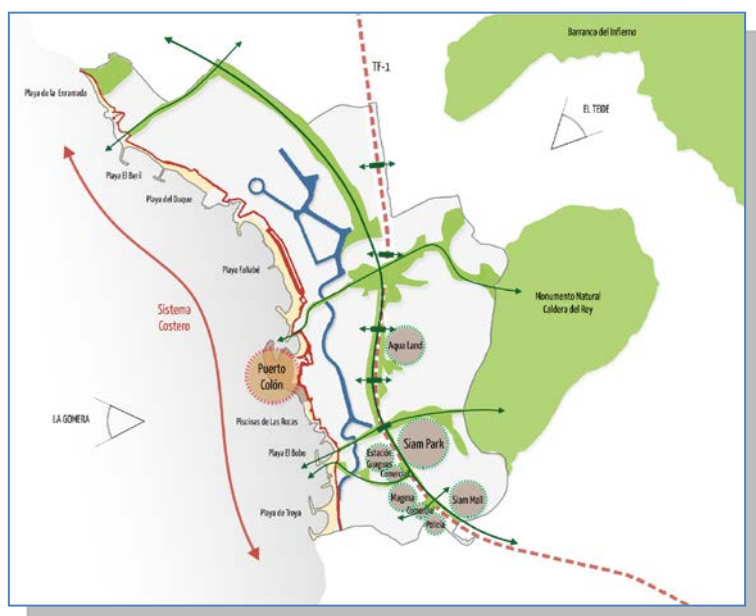 Barranco del Infierno
TF-1
Playa de la Enramada
EL TEIDE
Playa El Beril
Playa del Duque
Playa Fañabé
Sistema
Costero
Monumento Natural
Caldera del Rey
Aqua Land
Puerto
Colón
LA GOMERA
Piscinas de Las Rocas
Siam Park
Playa El Bobo
Estación
Guaguas
Comercial
Magma
Siam Mall
Playa de Troya
Comercial
Policía